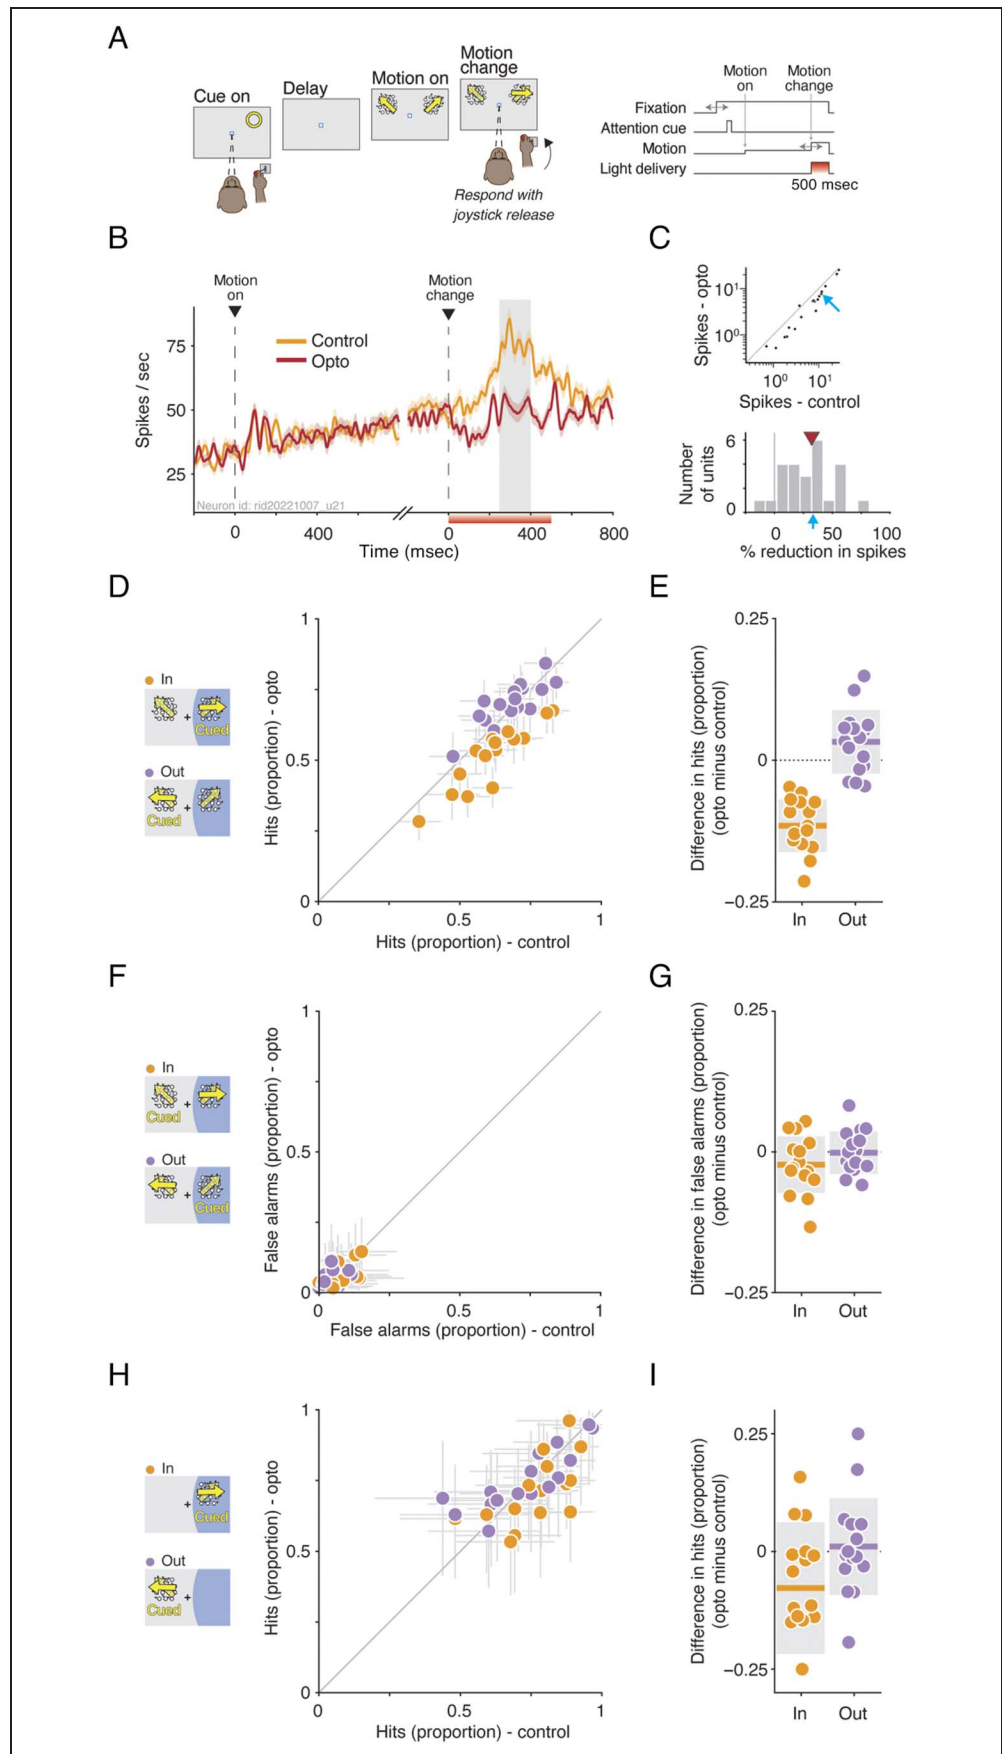 A
Cue on
Delay
Motion on
Motion
change
Respond with
joystick release
Motion
on
Motion
change
Fixation
Attention cue
Motion
Light delivery
500 msec
B
Motion
on
Motion
change
Control
Opto
Spikes / sec
75
50
25
Neuron id: rid20221007_u21
0
400
0
400
800
Time (msec)
C
Spikes - opto
10¹
10⁰
10⁰
10¹
Spikes - control
Number
of units
6
0
0
50
100
% reduction in spikes
D
In
Cued
Out
Cued
Hits (proportion) - opto
1
0.5
0
0
0.5
1
Hits (proportion) - control
E
Difference in hits (proportion)
(opto minus control)
0.25
0
−0.25
In
Out
F
In
Cued
Out
Cued
False alarms (proportion) - opto
1
0.5
0
0
0.5
1
False alarms (proportion) - control
G
Difference in false alarms (proportion)
(opto minus control)
0.25
0
−0.25
In
Out
H
In
Cued
Out
Cued
Hits (proportion) - opto
1
0.5
0
0
0.5
1
Hits (proportion) - control
I
Difference in hits (proportion)
(opto minus control)
0.25
0
−0.25
In
Out